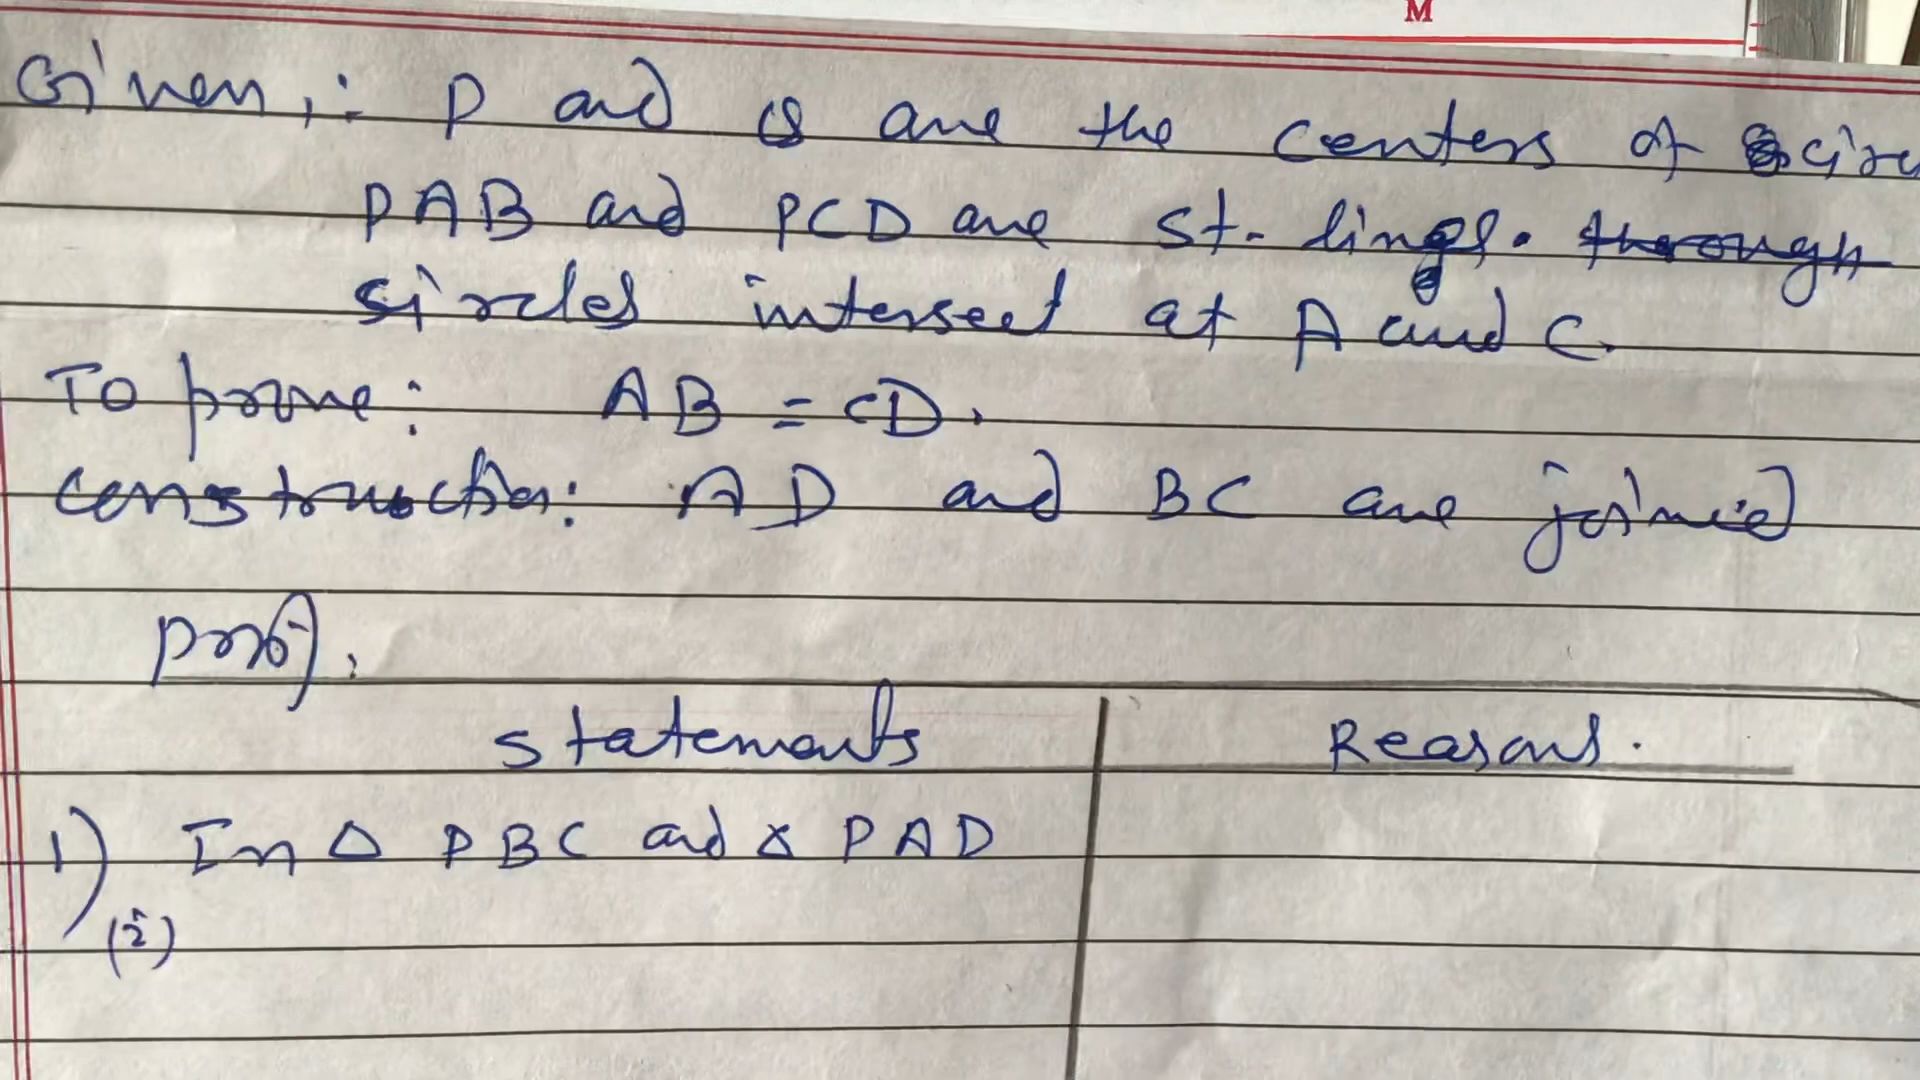 M
Given,: P and Q are the centers of circ
PAB and PCD are st. lines. through
circles intersect at A and C.
To prove: AB = CD.
construction: AD and BC are joined
Proof,
Statements Reasons.
1) In △ PBC and △ PAD
(i)